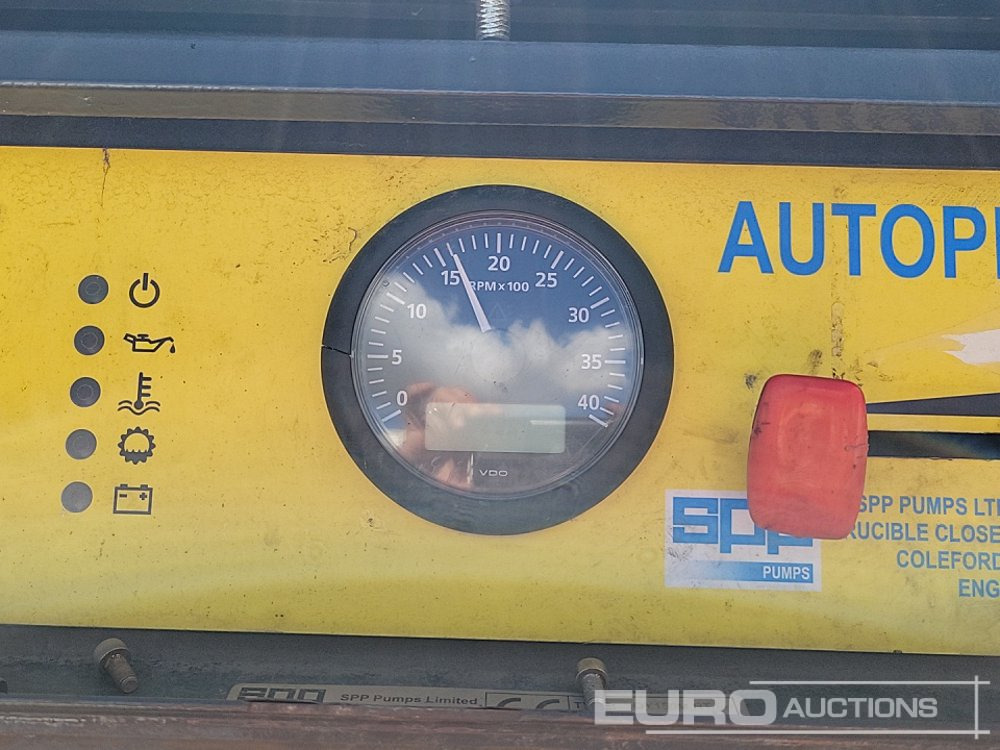 AUTOP
20
15
25
RPM x 100
10
30
5
35
0
40
VDO
spp
PUMPS
SPP PUMPS LT
RUCIBLE CLOSE
COLEFORD
ENG
SPP Pumps Limited
CE
EURO AUCTIONS